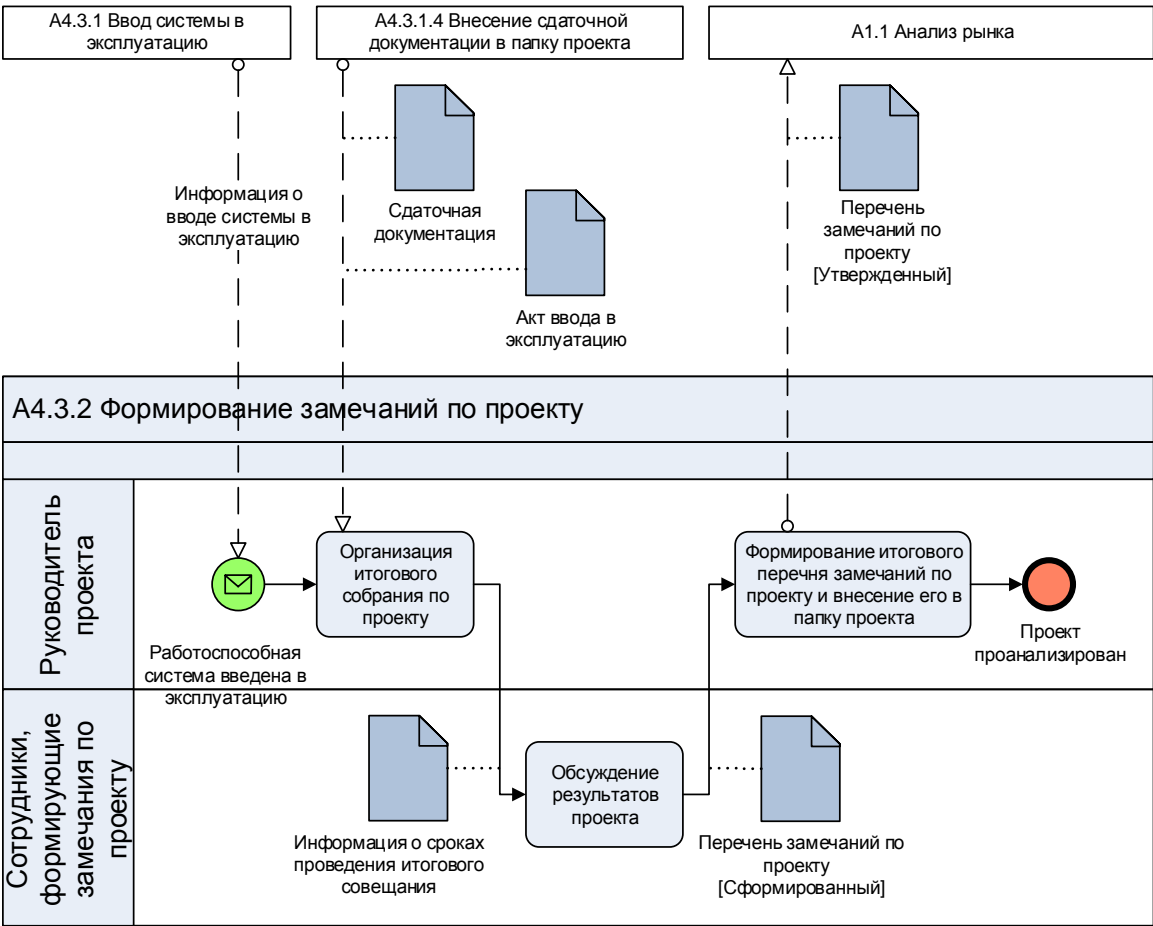 А4.3.1 Ввод системы в
эксплуатацию
А4.3.1.4 Внесение сдаточной
документации в папку проекта
А1.1 Анализ рынка
Информация о
вводе системы в
эксплуатацию
Сдаточная
документация
Акт ввода в
эксплуатацию
Перечень
замечаний по
проекту
[Утвержденный]
А4.3.2 Формирование замечаний по проекту
Руководитель
проекта
Работоспособная
система введена в
эксплуатацию
Организация
итогового
собрания по
проекту
Формирование итогового
перечня замечаний по
проекту и внесение его в
папку проекта
Проект
проанализирован
Сотрудники,
формирующие
замечания по
проекту
Информация о сроках
проведения итогового
совещания
Обсуждение
результатов
проекта
Перечень замечаний по
проекту
[Сформированный]